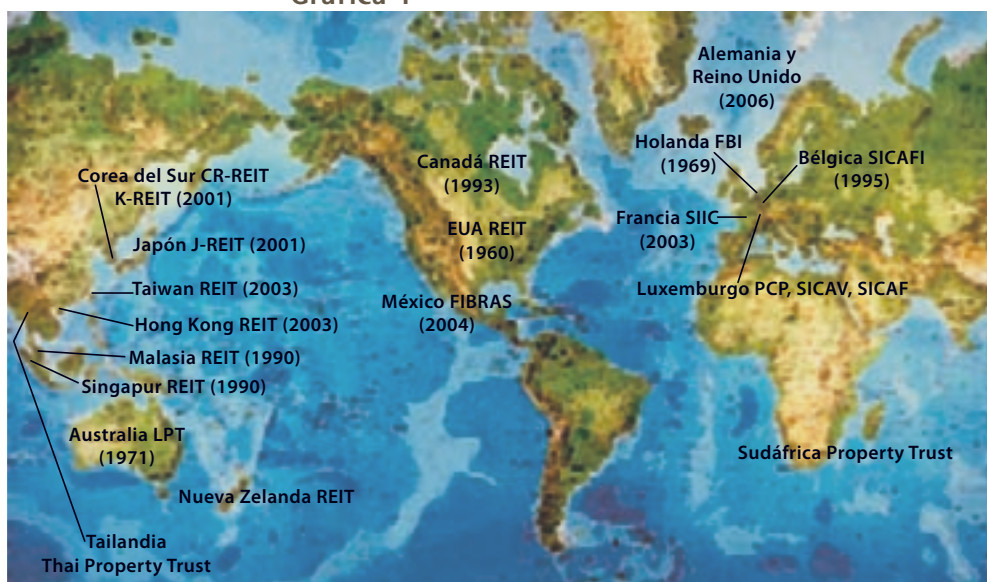 Gráfica 1
Alemania y
Reino Unido
(2006)
Holanda FBI
(1969)
Bélgica SICAFI
(1995)
Canadá REIT
(1993)
Corea del Sur CR-REIT
K-REIT (2001)
EUA REIT
(1960)
Francia SIIC
(2003)
Japón J-REIT (2001)
Taiwan REIT (2003)
Luxemburgo PCP, SICAV, SICAF
México FIBRAS
(2004)
Hong Kong REIT (2003)
Malasia REIT (1990)
Singapur REIT (1990)
Australia LPT
(1971)
Sudáfrica Property Trust
Nueva Zelanda REIT
Tailandia
Thai Property Trust